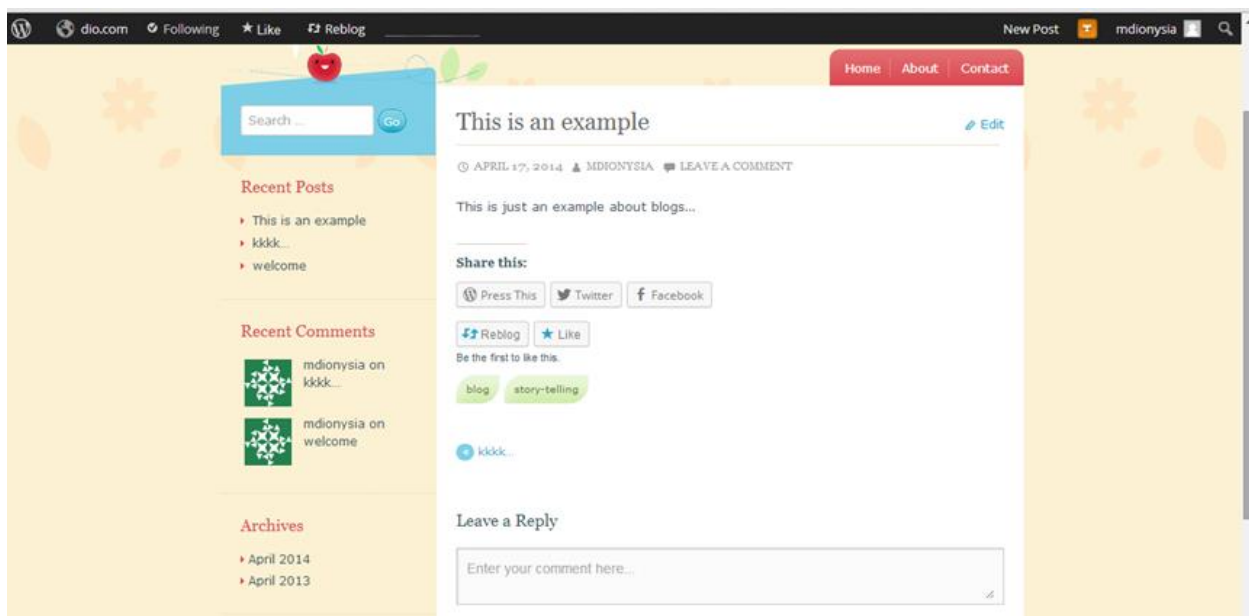 dio.com Following Like Reblog New Post mdionysia
Home About Contact
Search ... Go
Recent Posts
This is an example
kkkk...
welcome
Recent Comments
mdionysia on
kkkk...
mdionysia on
welcome
Archives
April 2014
April 2013
This is an example
Edit
APRIL 17, 2014 MDIONYSIA LEAVE A COMMENT
This is just an example about blogs...
Share this:
Press This Twitter Facebook
Reblog Like
Be the first to like this.
blog story-telling
kkkk...
Leave a Reply
Enter your comment here...